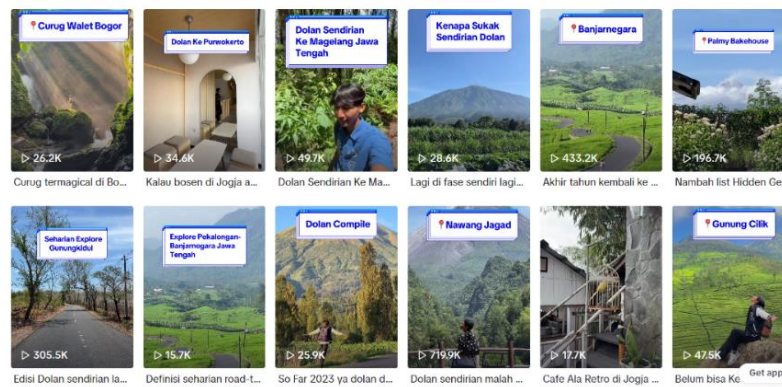 Curug Walet Bogor
26.2K
Curug termagical di Bo...
Dolan Ke Purwokerto
34.6K
Kalau bosen di Jogja a...
Dolan Sendirian
Ke Magelang Jawa
Tengah
49.7K
Dolan Sendirian Ke Ma...
Kenapa Sukak
Sendirian Dolan
28.6K
Lagi di fase sendiri lagi...
Banjarnegara
433.2K
Akhir tahun kembali ke ...
Palmy Bakehouse
196.7K
Nambah list Hidden Ge
Seharian Explore
Gunungkidul
305.5K
Edisi Dolan sendirian la...
Explore Pekalongan-
Banjarnegara Jawa
Tengah
15.7K
Definisi seharian road-t...
Dolan Compile
25.9K
So Far 2023 ya dolan d...
Nawang Jagad
719.9K
Dolan sendirian malah ...
17.7K
Cafe Ala Retro di Jogja ...
Gunung Cilik
47.5K
Belum bisa Ke
Get app